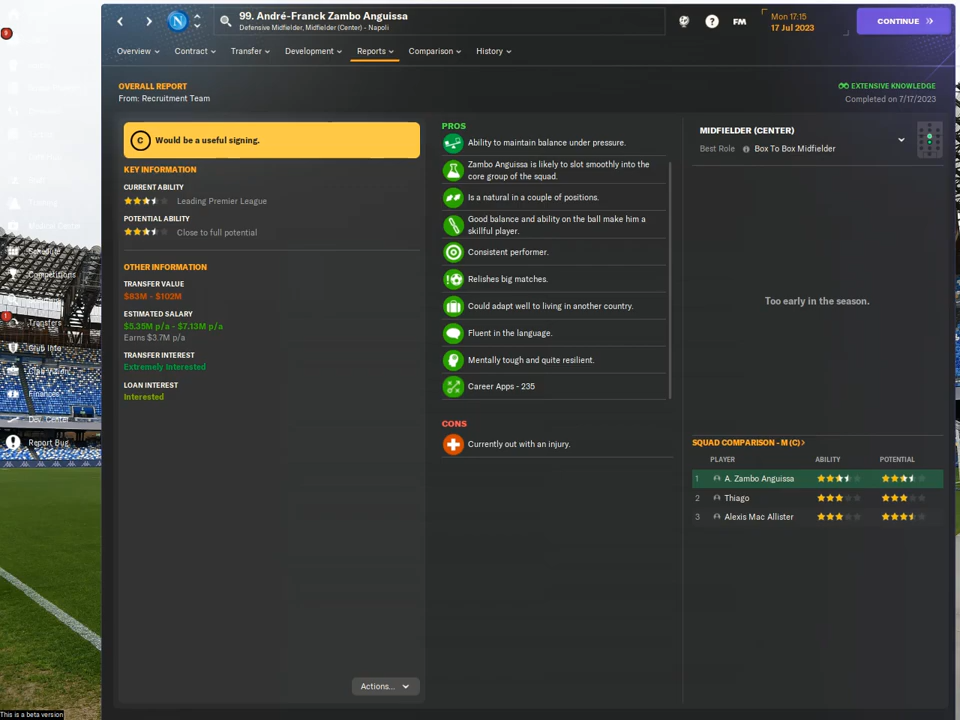 99. André-Franck Zambo Anguissa
Defensive Midfielder, Midfielder (Center) - Napoli
FM
Mon 17:15
17 Jul 2023
CONTINUE
Overview
Contract
Transfer
Development
Reports
Comparison
History
OVERALL REPORT
From: Recruitment Team
EXTENSIVE KNOWLEDGE
Completed on 7/17/2023
C
Would be a useful signing.
KEY INFORMATION
CURRENT ABILITY
Leading Premier League
POTENTIAL ABILITY
Close to full potential
OTHER INFORMATION
TRANSFER VALUE
$83M - $102M
ESTIMATED SALARY
$5.35M p/a - $7.13M p/a
Earns $3.7M p/a
TRANSFER INTEREST
Extremely Interested
LOAN INTEREST
Interested
Actions...
PROS
Ability to maintain balance under pressure.
Zambo Anguissa is likely to slot smoothly into the
core group of the squad.
Is a natural in a couple of positions.
Good balance and ability on the ball make him a
skillful player.
Consistent performer.
Relishes big matches.
Could adapt well to living in another country.
Fluent in the language.
Mentally tough and quite resilient.
Career Apps - 235
CONS
Currently out with an injury.
MIDFIELDER (CENTER)
Best Role
Box To Box Midfielder
Too early in the season.
SQUAD COMPARISON - M (C)
PLAYER ABILITY POTENTIAL
1 A. Zambo Anguissa
2 Thiago
3 Alexis Mac Allister
Schedule
Competitions
Transfers
Club Info
Club Vision
Finances
Dev. Center
Report Bug
This is a beta version